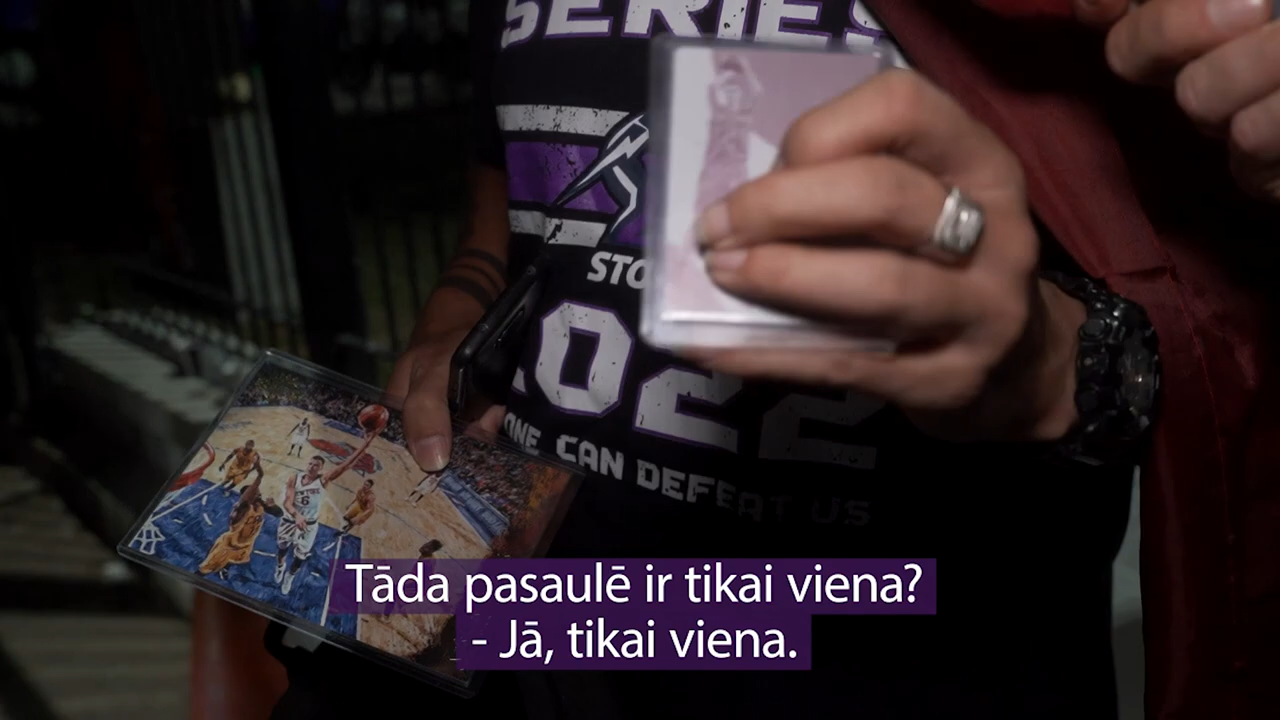 SERIES
STO
2022
ONE CAN DEFEAT US
Tāda pasaulē ir tikai viena?
- Jā, tikai viena.